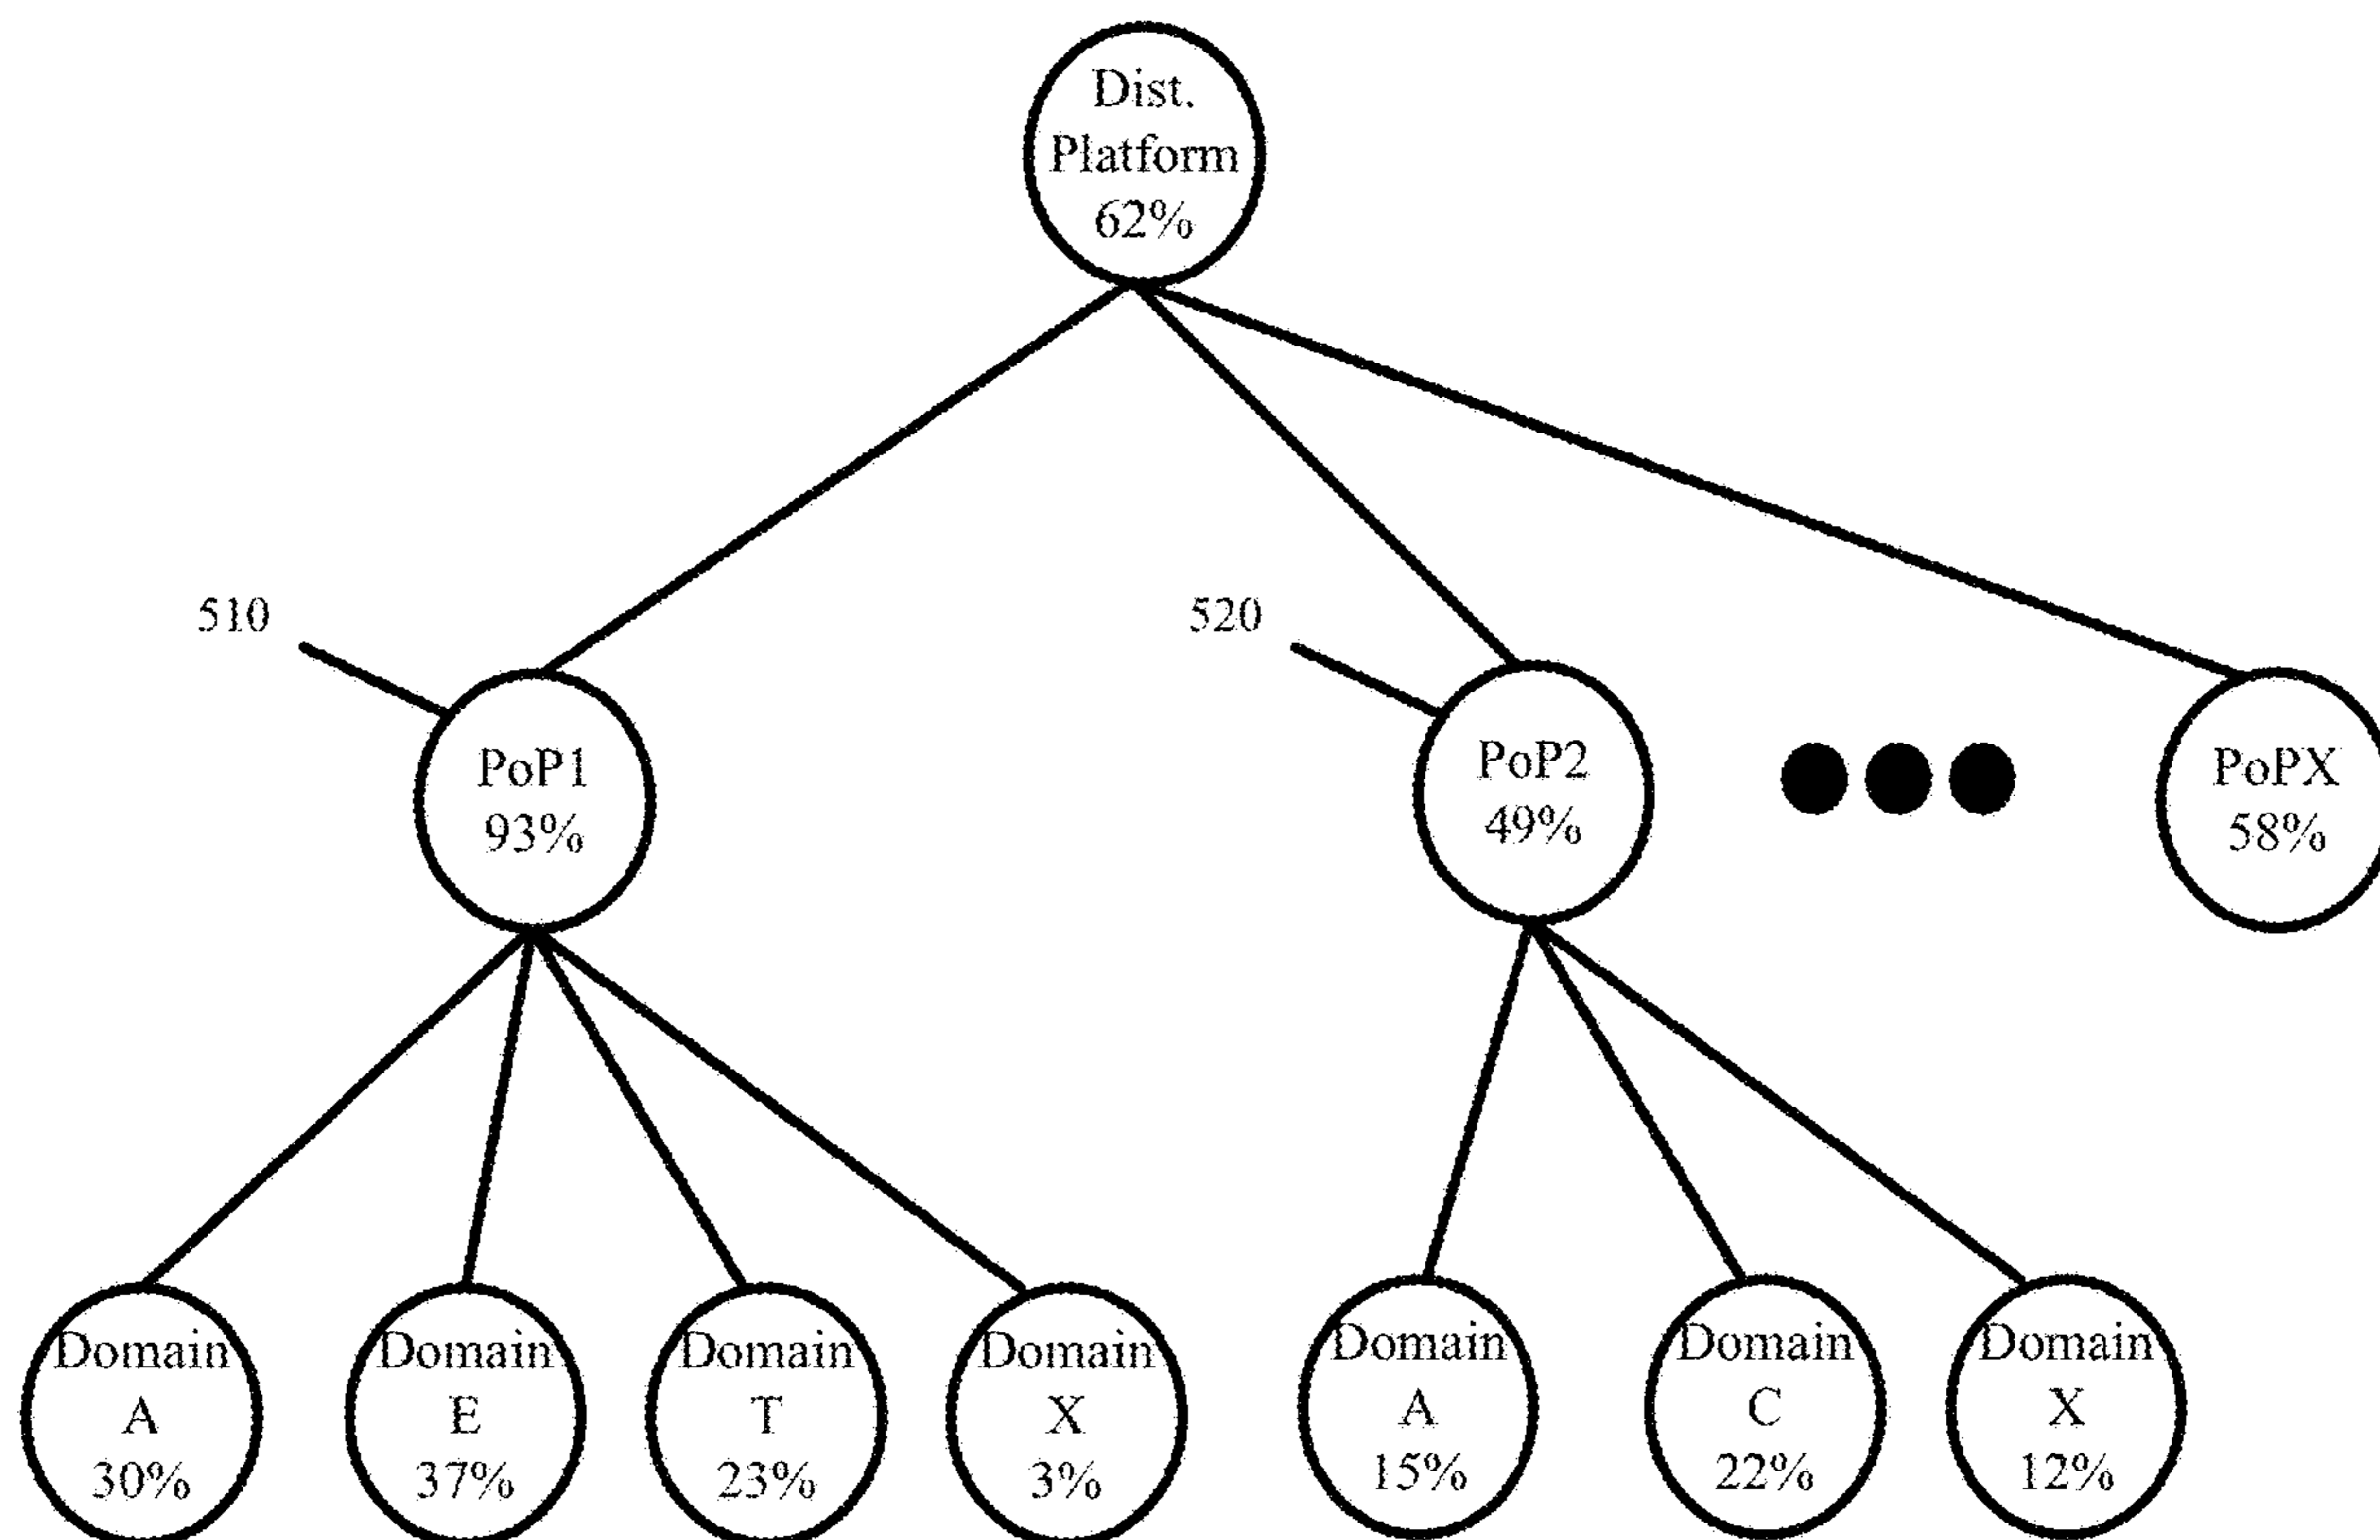 Dist.
Platform
62%
510
520
PoP1
93%
PoP2
49%
PoPX
58%
Domain
A
30%
Domain
E
37%
Domain
T
23%
Domain
X
3%
Domain
A
15%
Domain
C
22%
Domain
X
12%